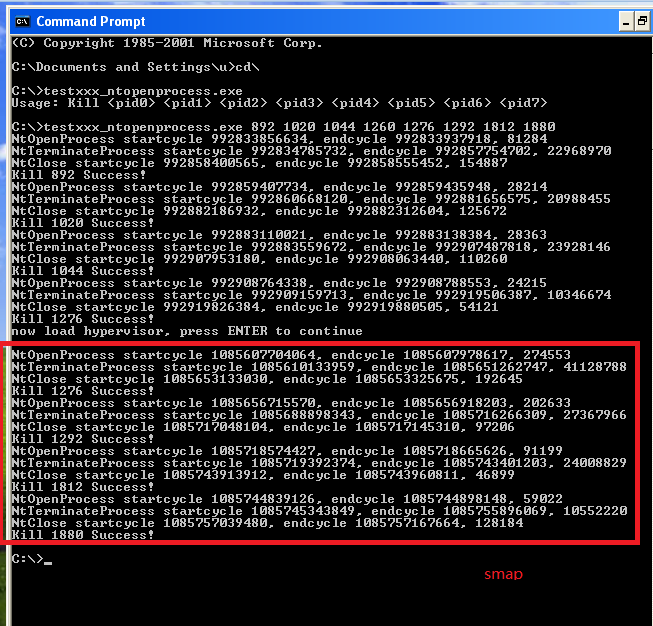 Command Prompt
(C) Copyright 1985-2001 Microsoft Corp.
C:\Documents and Settings\u>cd\
C:\>testxxx_ntopenprocess.exe
Usage: Kill <pid0> <pid1> <pid2> <pid3> <pid4> <pid5> <pid6> <pid7>
C:\>testxxx_ntopenprocess.exe 892 1020 1044 1260 1276 1292 1812 1880
NtOpenProcess startcycle 992833856634, endcycle 992833937918, 81284
NtTerminateProcess startcycle 992834785732, endcycle 992857754702, 22968970
NtClose startcycle 992858400565, endcycle 992858555452, 154887
Kill 892 Success!
NtOpenProcess startcycle 992859407734, endcycle 992859435948, 28214
NtTerminateProcess startcycle 992860668120, endcycle 992881656575, 20988455
NtClose startcycle 992882186932, endcycle 992882312604, 125672
Kill 1020 Success!
NtOpenProcess startcycle 992883110021, endcycle 992883138384, 28363
NtTerminateProcess startcycle 992883559672, endcycle 992907487818, 23928146
NtClose startcycle 992907953180, endcycle 992908063440, 110260
Kill 1044 Success!
NtOpenProcess startcycle 992908764338, endcycle 992908788553, 24215
NtTerminateProcess startcycle 992909159713, endcycle 992919506387, 10346674
NtClose startcycle 992919826384, endcycle 992919880505, 54121
Kill 1276 Success!
now load hypervisor, press ENTER to continue
NtOpenProcess startcycle 1085607704064, endcycle 1085607978617, 274553
NtTerminateProcess startcycle 1085610133959, endcycle 1085651262747, 41128788
NtClose startcycle 1085653133030, endcycle 1085653325675, 192645
Kill 1276 Success!
NtOpenProcess startcycle 1085656715570, endcycle 1085656918203, 202633
NtTerminateProcess startcycle 1085688898343, endcycle 1085716266309, 27367966
NtClose startcycle 1085717048104, endcycle 1085717145310, 97206
Kill 1292 Success!
NtOpenProcess startcycle 1085718574427, endcycle 1085718665626, 91199
NtTerminateProcess startcycle 1085719392374, endcycle 1085743401203, 24008829
NtClose startcycle 1085743913912, endcycle 1085743960811, 46899
Kill 1812 Success!
NtOpenProcess startcycle 1085744839126, endcycle 1085744898148, 59022
NtTerminateProcess startcycle 1085745343849, endcycle 1085755896069, 10552220
NtClose startcycle 1085757039480, endcycle 1085757167664, 128184
Kill 1880 Success!
C:\>_
smap